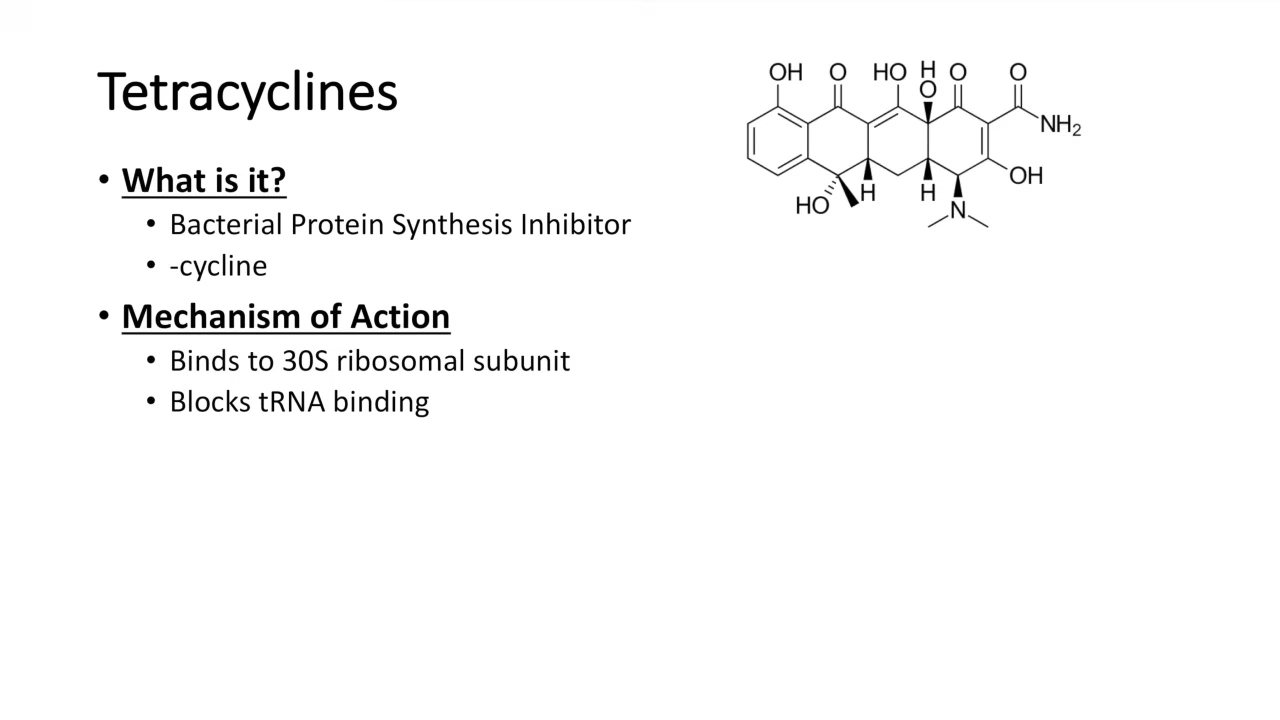 Tetracyclines
• What is it?
• Bacterial Protein Synthesis Inhibitor
• -cycline
• Mechanism of Action
• Binds to 30S ribosomal subunit
• Blocks tRNA binding
OH O HO H O O
O
NH2
OH
HO H H
N